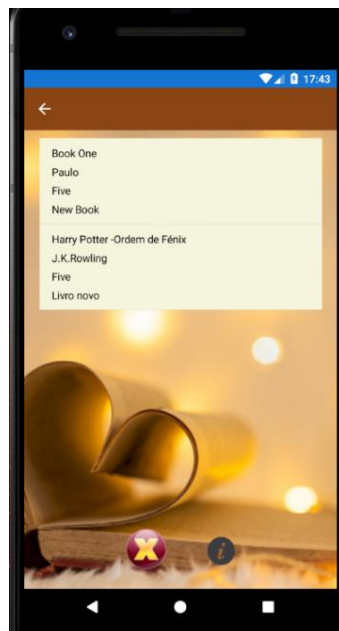 17:43
Book One
Paulo
Five
New Book
Harry Potter -Ordem de Fénix
J.K.Rowling
Five
Livro novo
X
i